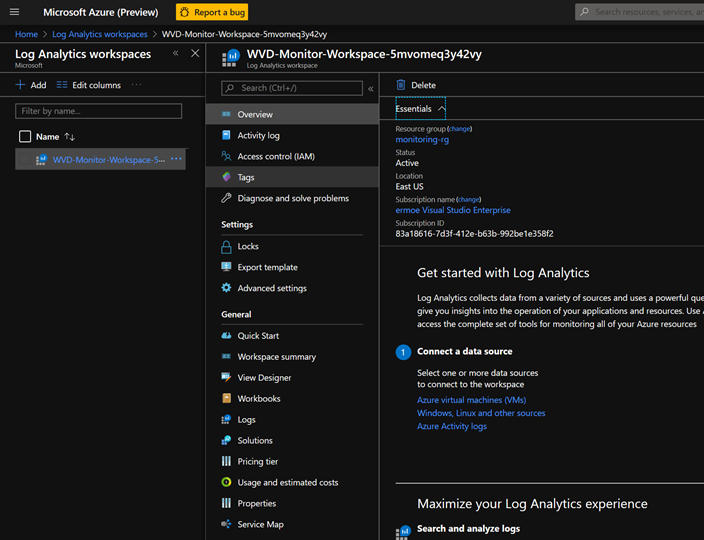 Microsoft Azure (Preview)
Report a bug
Search resources, services, a
Home > Log Analytics workspaces > WVD-Monitor-Workspace-5mvomeq3y42vy
Log Analytics workspaces
Microsoft
Add
Edit columns
Filter by name...
Name
WVD-Monitor-Workspace-5...
WVD-Monitor-Workspace-5mvomeq3y42vy
Log Analytics workspace
Search (Ctrl+/)
Overview
Activity log
Access control (IAM)
Tags
Diagnose and solve problems
Settings
Locks
Export template
Advanced settings
General
Quick Start
Workspace summary
View Designer
Workbooks
Logs
Solutions
Pricing tier
Usage and estimated costs
Properties
Service Map
Delete
Essentials
Resource group (change)
monitoring-rg
Status
Active
Location
East US
Subscription name (change)
ermoe Visual Studio Enterprise
Subscription ID
83a18616-7d3f-412e-b63b-992be1e358f2
Get started with Log Analytics
Log Analytics collects data from a variety of sources and uses a powerful que
give you insights into the operation of your applications and resources. Use A
access the complete set of tools for monitoring all of your Azure resources
1 Connect a data source
Select one or more data sources
to connect to the workspace
Azure virtual machines (VMs)
Windows, Linux and other sources
Azure Activity logs
Maximize your Log Analytics experience
Search and analyze logs